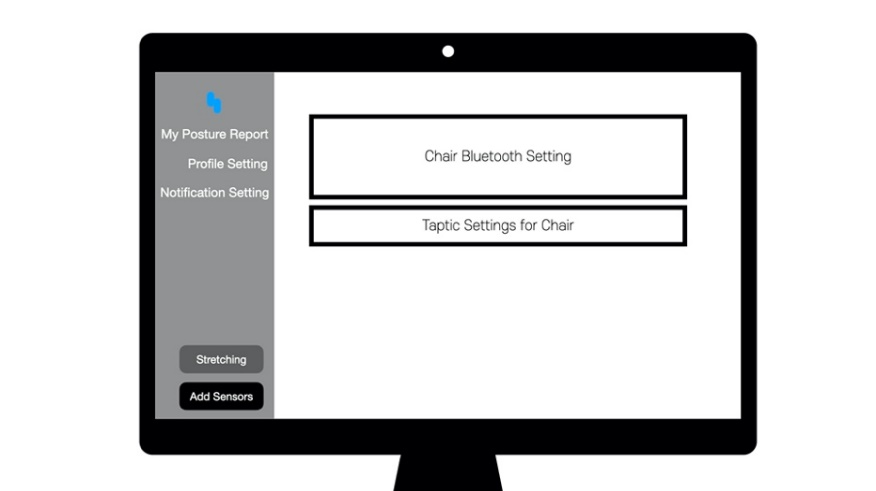 My Posture Report
Profile Setting
Notification Setting
Stretching
Add Sensors
Chair Bluetooth Setting
Taptic Settings for Chair